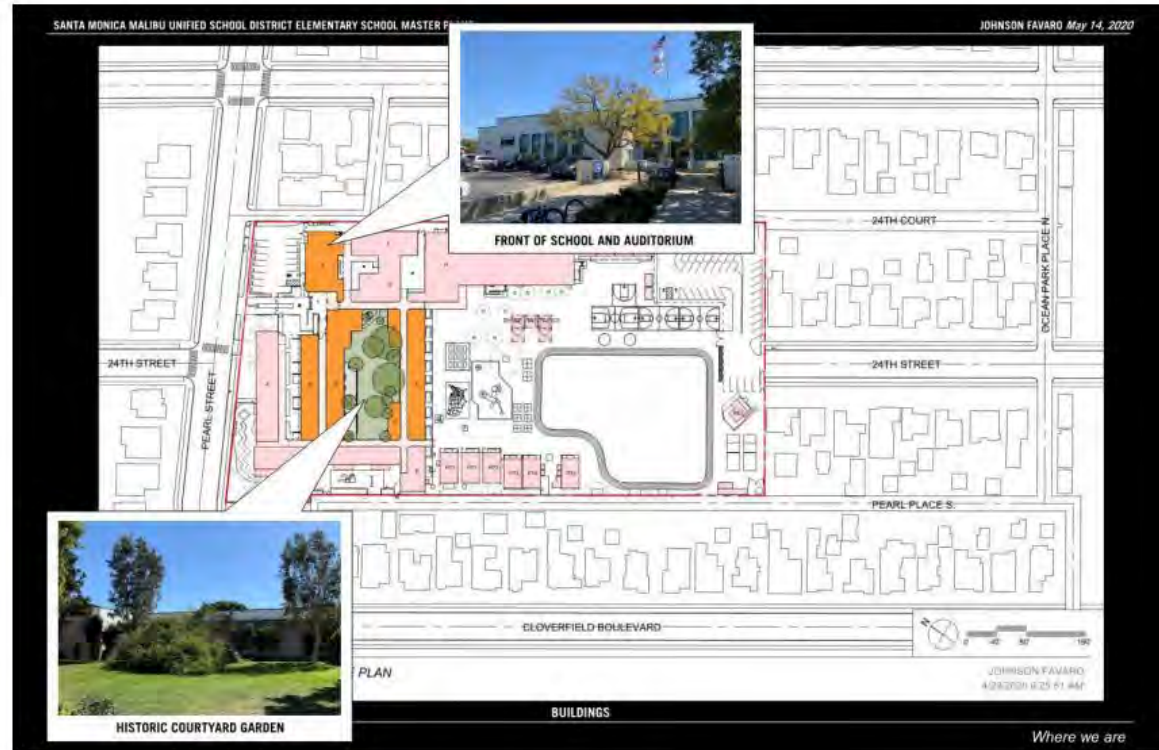 SANTA MONICA MALIBU UNIFIED SCHOOL DISTRICT ELEMENTARY SCHOOL MASTER
JOHNSON FAVARO May 14, 2020
FRONT OF SCHOOL AND AUDITORIUM
24TH COURT
OCEAN PARK PLACE N.
24TH STREET
24TH STREET
PEARL STREET
PEARL PLACE S.
CLOVERFIELD BOULEVARD
N
PLAN
JOHNSON FAVARO
HISTORIC COURTYARD GARDEN
BUILDINGS
Where we are